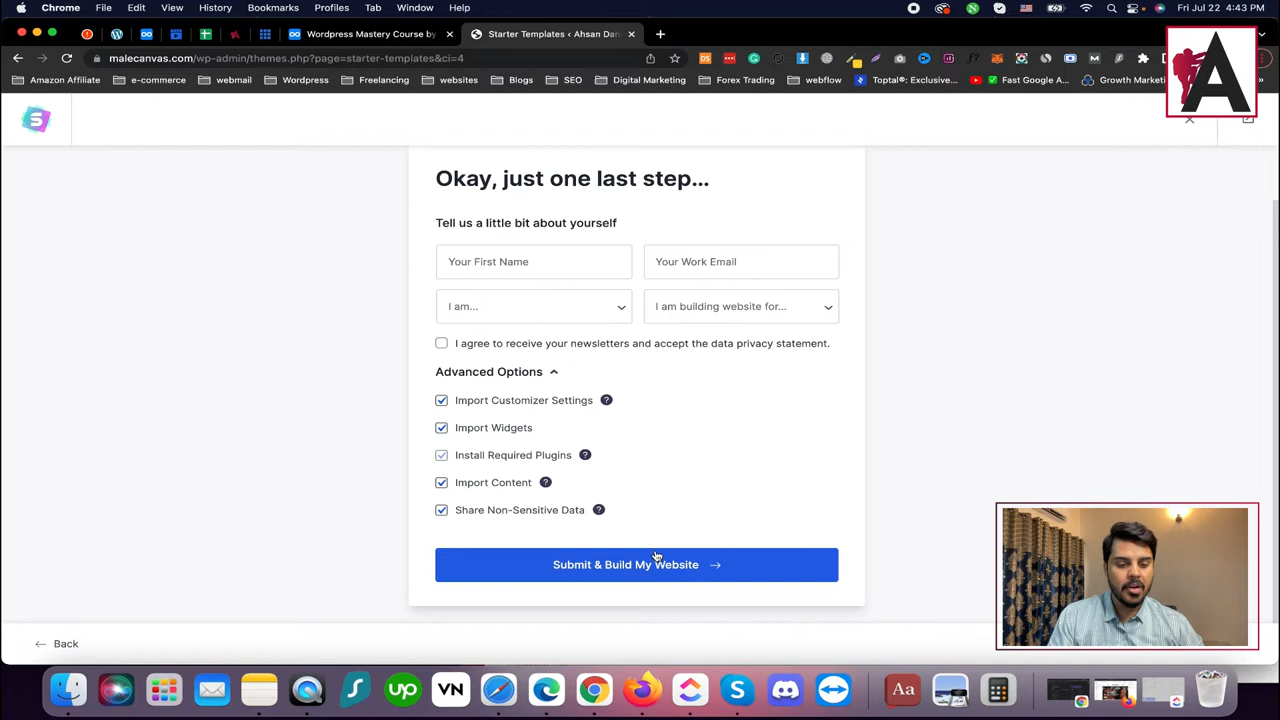 Chrome File Edit View History Bookmarks Profiles Tab Window Help Fri Jul 22 4:43 PM
Wordpress Mastery Course by Starter Templates ‹ Ahsan Dani
malecanvas.com/wp-admin/themes.php?page=starter-templates&ci=4
Amazon Affiliate e-commerce webmail Wordpress Freelancing websites Blogs SEO Digital Marketing Forex Trading webflow Toptal®: Exclusive... Fast Google A... Growth Market
A
S
Okay, just one last step...
Tell us a little bit about yourself
Your First Name Your Work Email
I am... I am building website for...
I agree to receive your newsletters and accept the data privacy statement.
Advanced Options
Import Customizer Settings ?
Import Widgets
Install Required Plugins ?
Import Content ?
Share Non-Sensitive Data ?
Submit & Build My Website →
← Back
up VN Aa